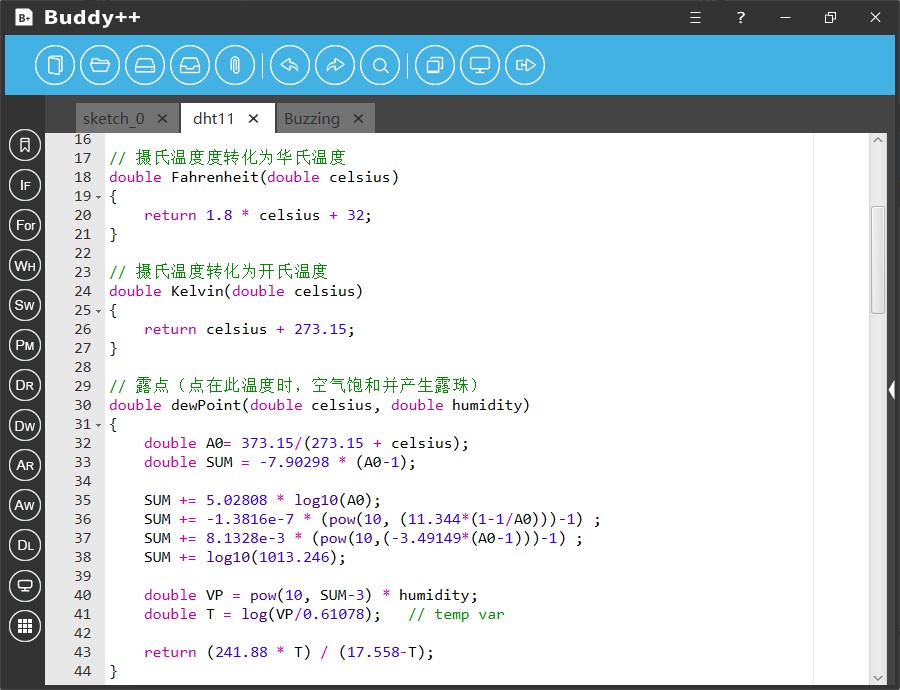 B+ Buddy++
?
sketch_0 × dht11 × Buzzing ×
IF
For
WH
SW
PM
DR
DW
AR
AW
DL
16
17 // 摄氏温度度转化为华氏温度
18 double Fahrenheit(double celsius)
19 {
20 return 1.8 * celsius + 32;
21 }
22
23 // 摄氏温度转化为开氏温度
24 double Kelvin(double celsius)
25 {
26 return celsius + 273.15;
27 }
28
29 // 露点（点在此温度时，空气饱和并产生露珠）
30 double dewPoint(double celsius, double humidity)
31 {
32 double A0= 373.15/(273.15 + celsius);
33 double SUM = -7.90298 * (A0-1);
34
35 SUM += 5.02808 * log10(A0);
36 SUM += -1.3816e-7 * (pow(10, (11.344*(1-1/A0)))-1) ;
37 SUM += 8.1328e-3 * (pow(10,(-3.49149*(A0-1)))-1) ;
38 SUM += log10(1013.246);
39
40 double VP = pow(10, SUM-3) * humidity;
41 double T = log(VP/0.61078); // temp var
42
43 return (241.88 * T) / (17.558-T);
44 }